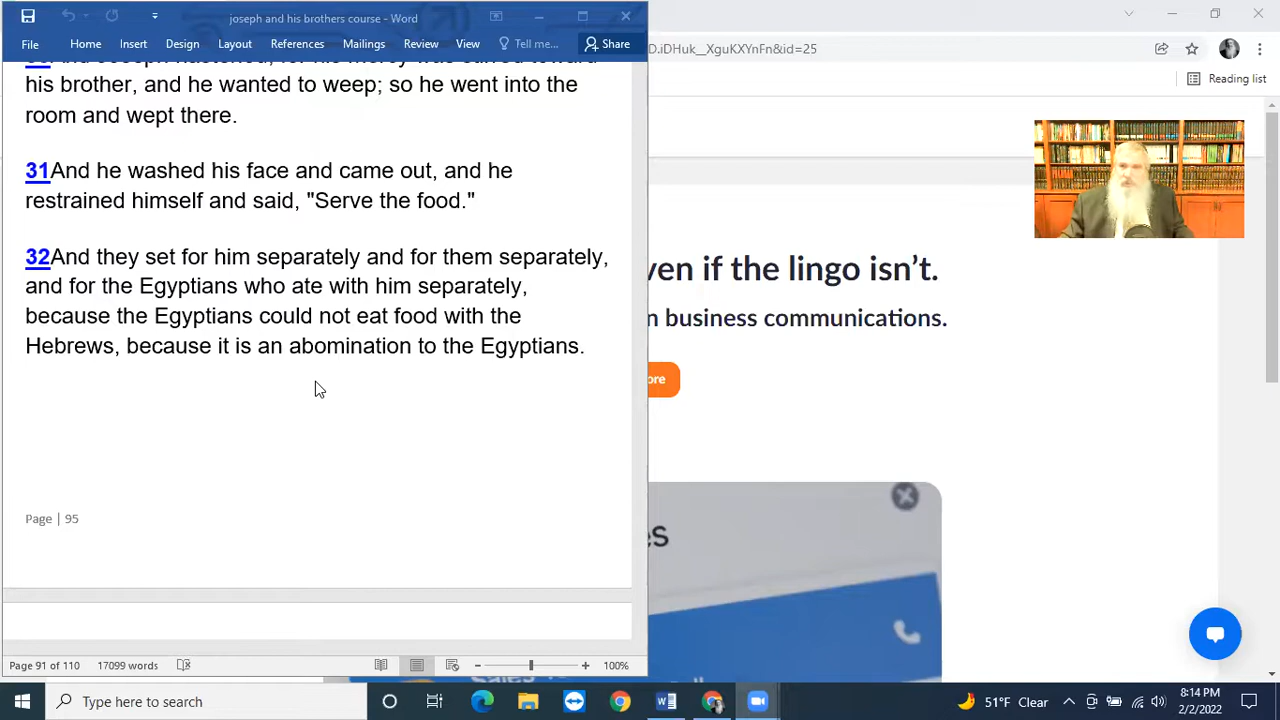 joseph and his brothers course - Word
File Home Insert Design Layout References Mailings Review View Tell me... Share
D.iDHuk__XguKXYnFn&id=25
Reading list
his brother, and he wanted to weep; so he went into the
room and wept there.
31And he washed his face and came out, and he
restrained himself and said, "Serve the food."
32And they set for him separately and for them separately,
and for the Egyptians who ate with him separately,
because the Egyptians could not eat food with the
Hebrews, because it is an abomination to the Egyptians.
Page | 95
ven if the lingo isn't.
n business communications.
ore
es
Page 91 of 110 17099 words 100%
Type here to search
51°F Clear
8:14 PM
2/2/2022